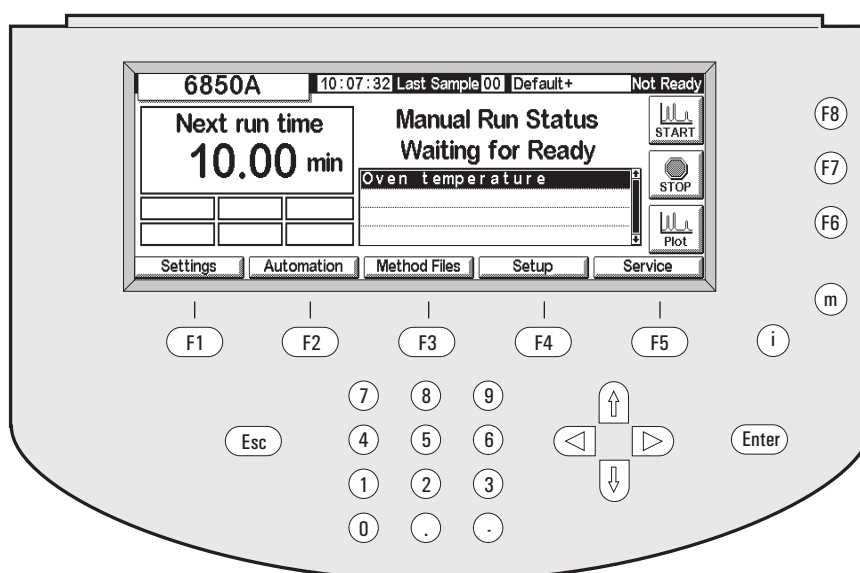 6850A
10:07:32 Last Sample 00 Default+ Not Ready
Next run time
10.00 min
Manual Run Status
Waiting for Ready
Oven temperature
START
STOP
Plot
Settings Automation Method Files Setup Service
F8
F7
F6
m
F1 F2 F3 F4 F5 i
7 8 9
Esc 4 5 6 Enter
1 2 3
0 . -